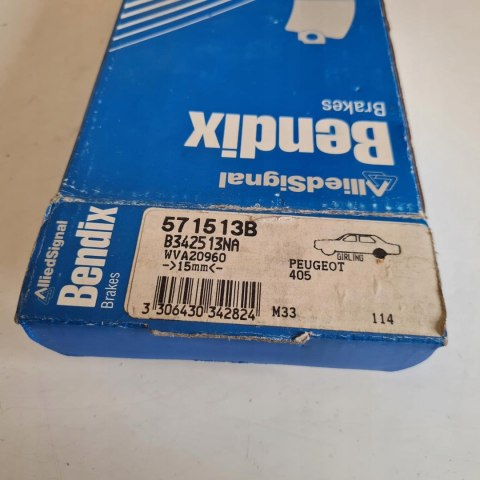 Brakes
Bendix
AlliedSignal
AlliedSignal
Bendix
Brakes
571513B
B342513NA
WVA20960
->15mm<-
GIRLING
PEUGEOT
405
3 306430 342824
M33
114